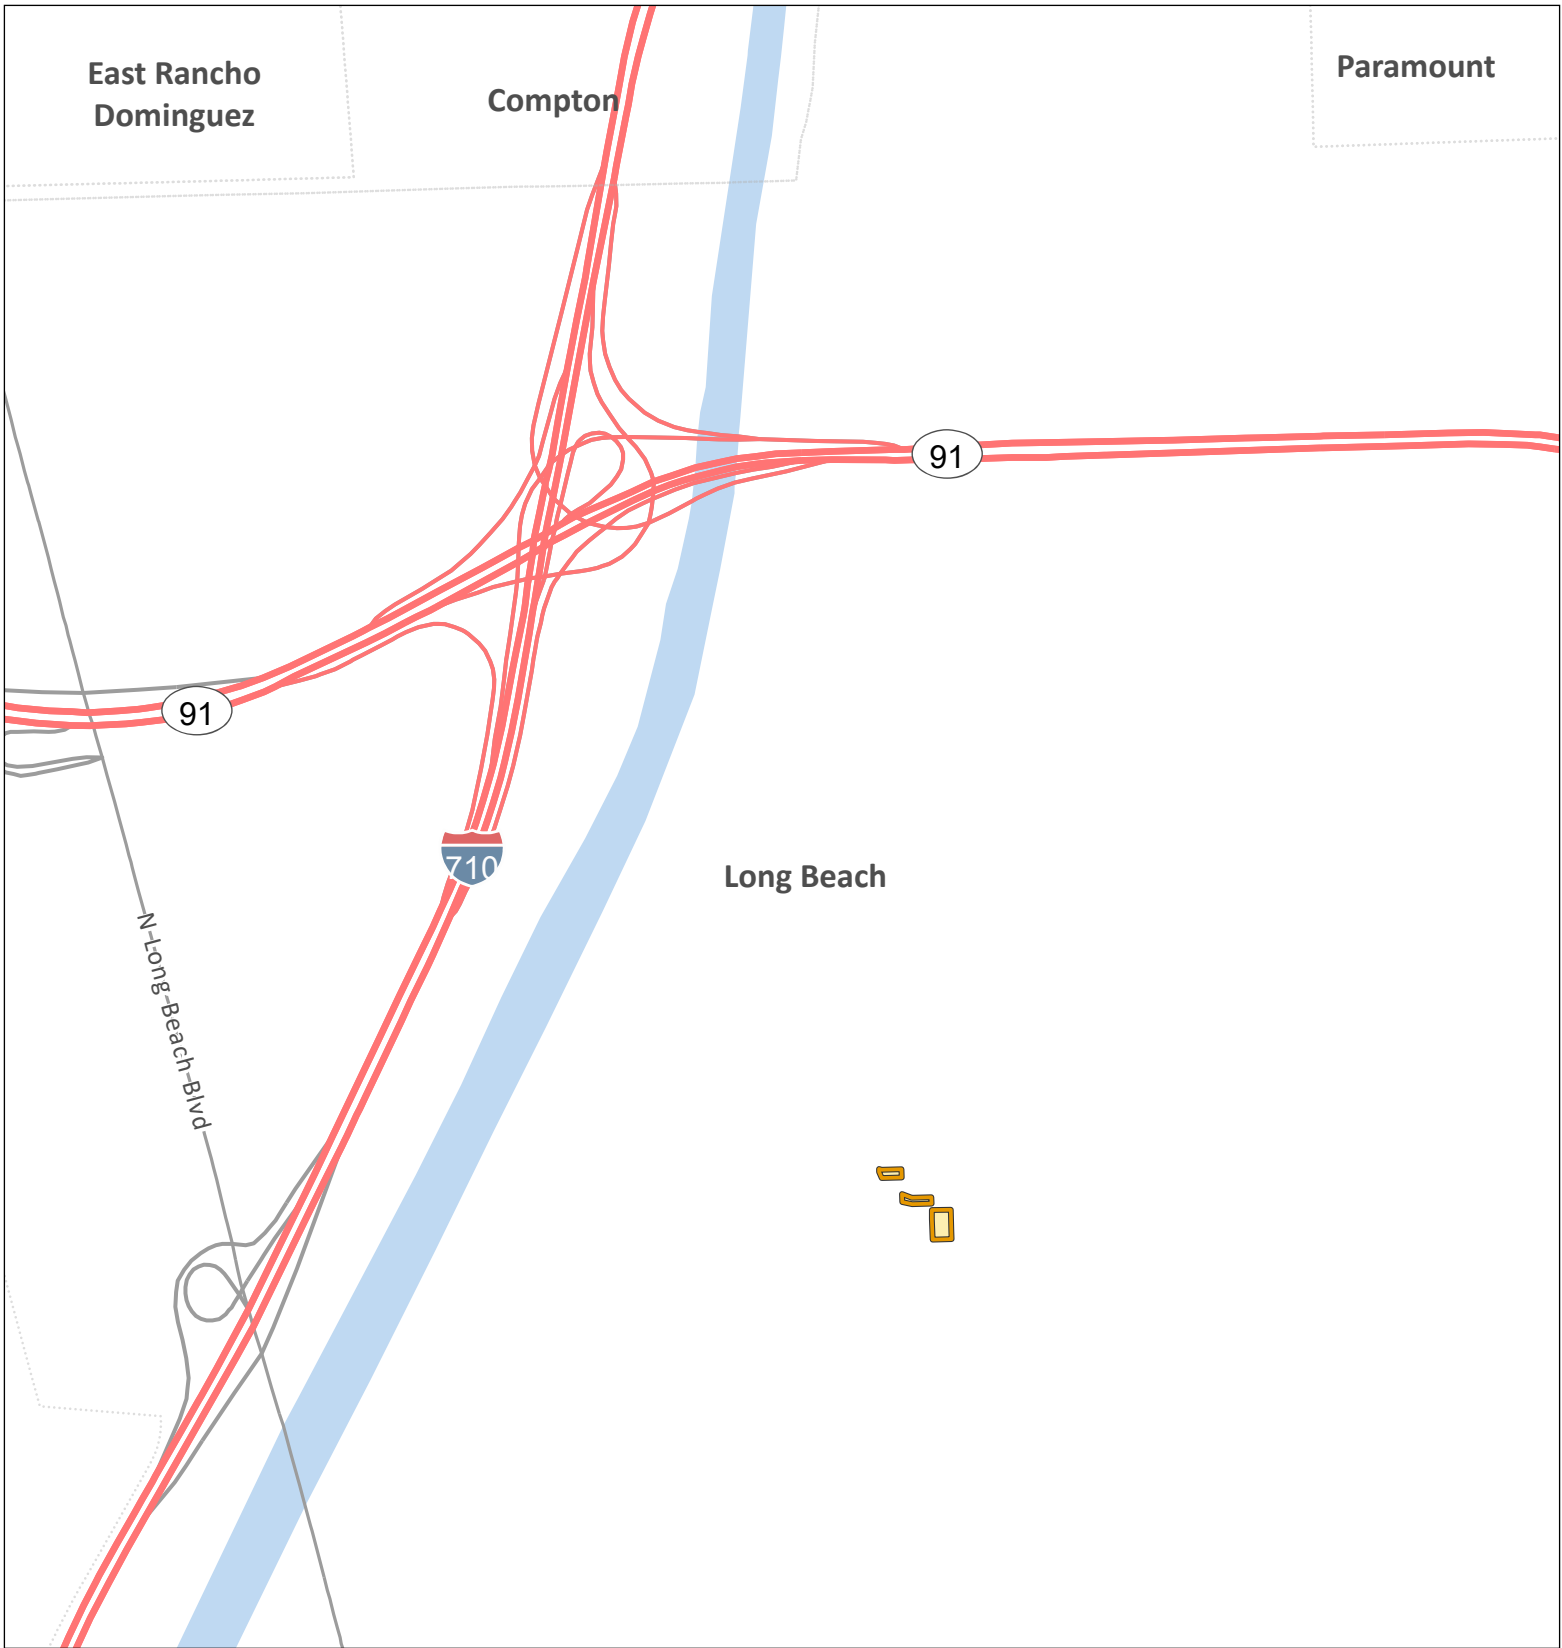 East Rancho
Dominguez
Compton
Paramount
91
91
710
Long Beach
N Long Beach Blvd